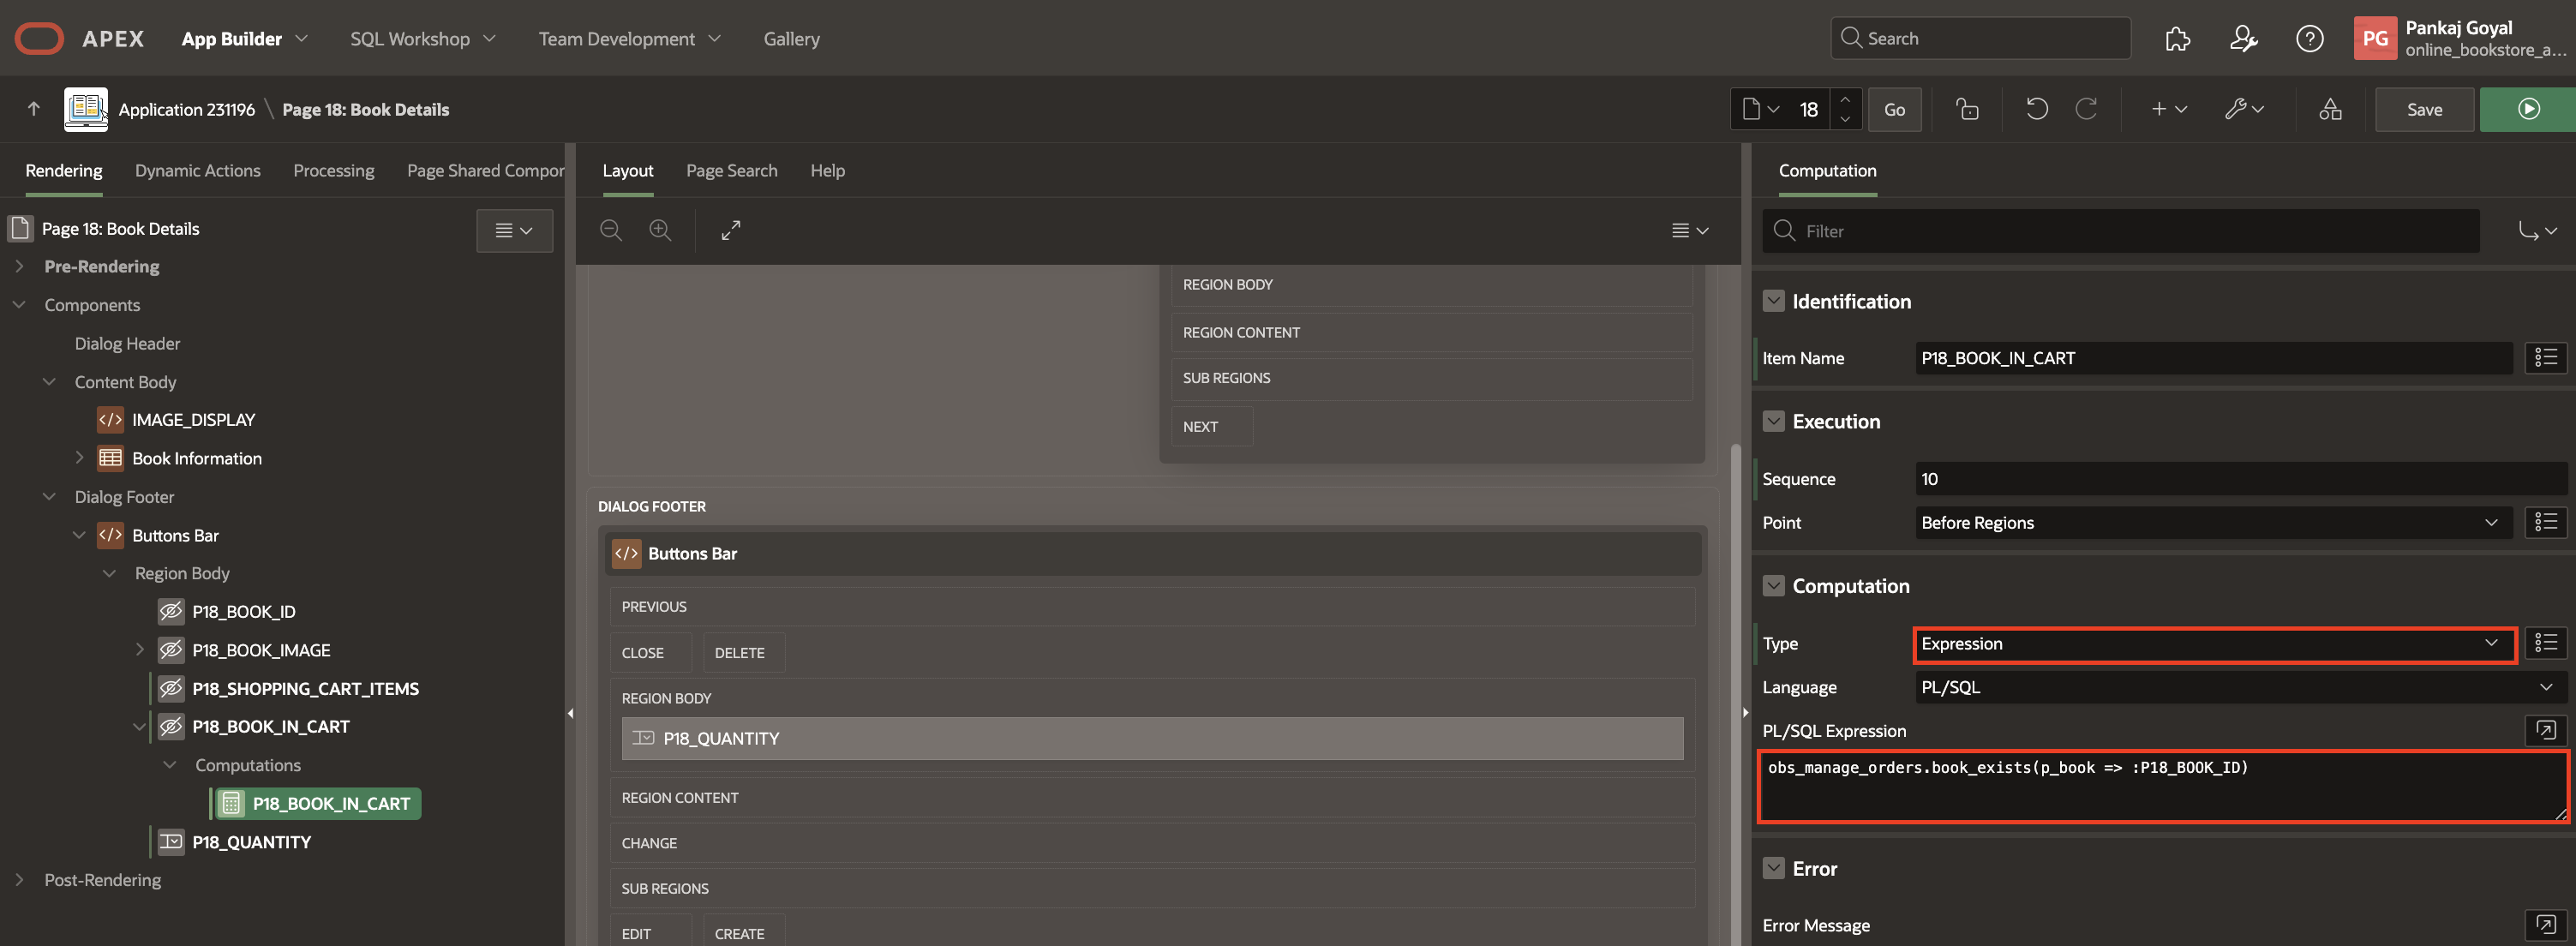 APEX App Builder SQL Workshop Team Development Gallery Search Pankaj Goyal
PG online_bookstore_a...
Application 231196 \ Page 18: Book Details 18 Go Save
Rendering Dynamic Actions Processing Page Shared Compor
Page 18: Book Details
Pre-Rendering
Components
Dialog Header
Content Body
</> IMAGE_DISPLAY
Book Information
Dialog Footer
</> Buttons Bar
Region Body
P18_BOOK_ID
P18_BOOK_IMAGE
P18_SHOPPING_CART_ITEMS
P18_BOOK_IN_CART
Computations
P18_BOOK_IN_CART
P18_QUANTITY
Post-Rendering
Layout Page Search Help
REGION BODY
REGION CONTENT
SUB REGIONS
NEXT
DIALOG FOOTER
</> Buttons Bar
PREVIOUS
CLOSE DELETE
REGION BODY
P18_QUANTITY
REGION CONTENT
CHANGE
SUB REGIONS
EDIT CREATE
Computation
Filter
Identification
Item Name P18_BOOK_IN_CART
Execution
Sequence 10
Point Before Regions
Computation
Type Expression
Language PL/SQL
PL/SQL Expression
obs_manage_orders.book_exists(p_book => :P18_BOOK_ID)
Error
Error Message